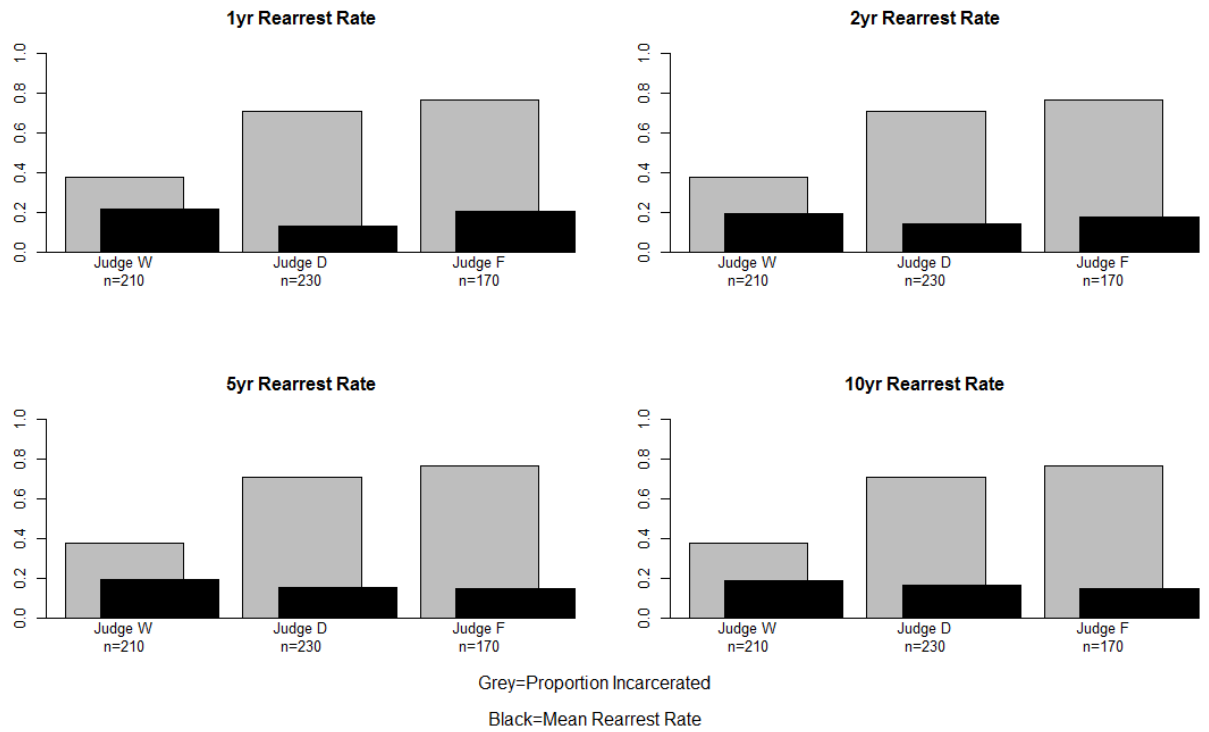 1yr Rearrest Rate
1.0
0.8
0.6
0.4
0.2
0.0
Judge W
n=210
Judge D
n=230
Judge F
n=170
2yr Rearrest Rate
1.0
0.8
0.6
0.4
0.2
0.0
Judge W
n=210
Judge D
n=230
Judge F
n=170
5yr Rearrest Rate
1.0
0.8
0.6
0.4
0.2
0.0
Judge W
n=210
Judge D
n=230
Judge F
n=170
10yr Rearrest Rate
1.0
0.8
0.6
0.4
0.2
0.0
Judge W
n=210
Judge D
n=230
Judge F
n=170
Grey=Proportion Incarcerated
Black=Mean Rearrest Rate